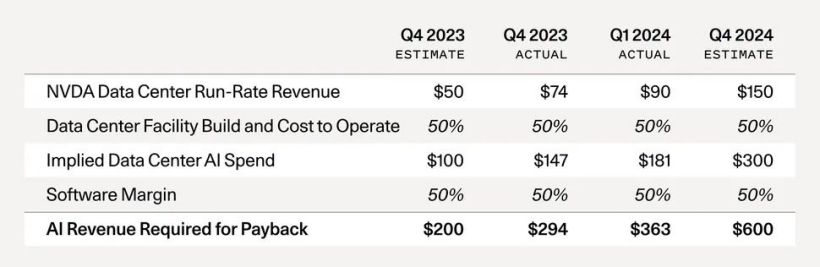 Q4 2023 Q4 2023 Q1 2024 Q4 2024
ESTIMATE ACTUAL ACTUAL ESTIMATE
NVDA Data Center Run-Rate Revenue $50 $74 $90 $150
Data Center Facility Build and Cost to Operate 50% 50% 50% 50%
Implied Data Center AI Spend $100 $147 $181 $300
Software Margin 50% 50% 50% 50%
AI Revenue Required for Payback $200 $294 $363 $600